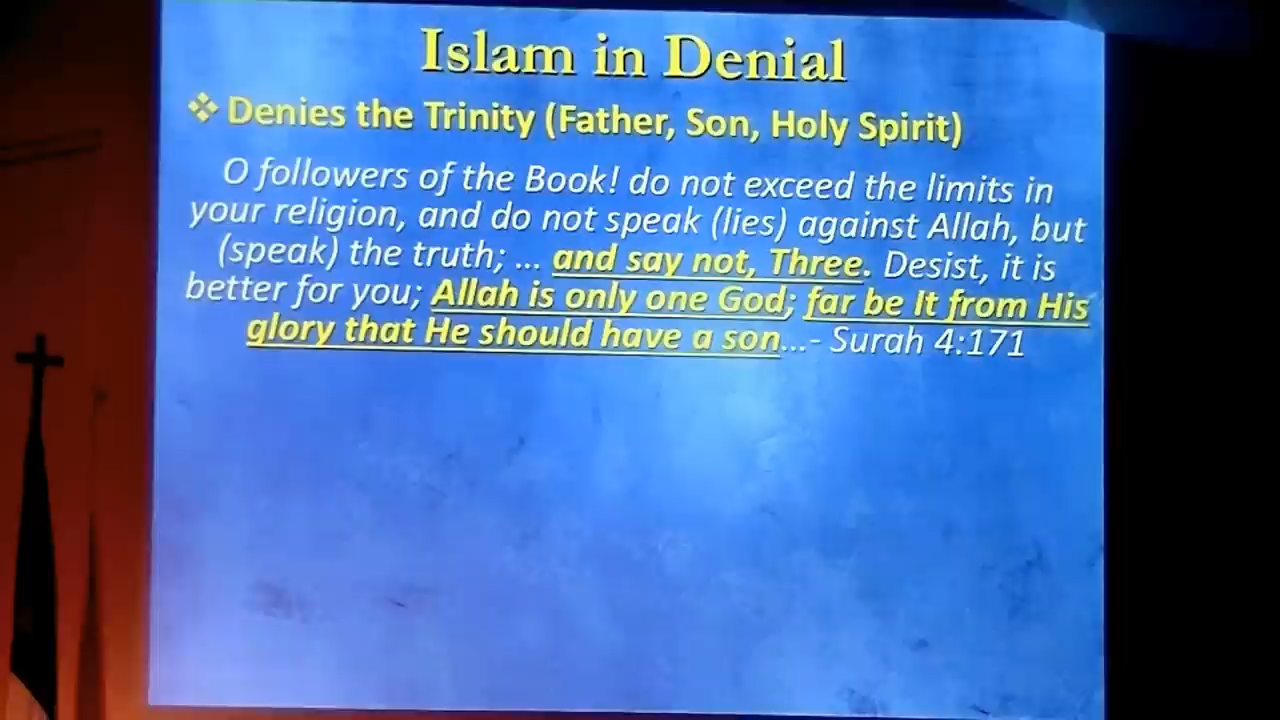 Islam in Denial
❖ Denies the Trinity (Father, Son, Holy Spirit)
O followers of the Book! do not exceed the limits in
your religion, and do not speak (lies) against Allah, but
(speak) the truth; ... and say not, Three. Desist, it is
better for you; Allah is only one God; far be It from His
glory that He should have a son...- Surah 4:171